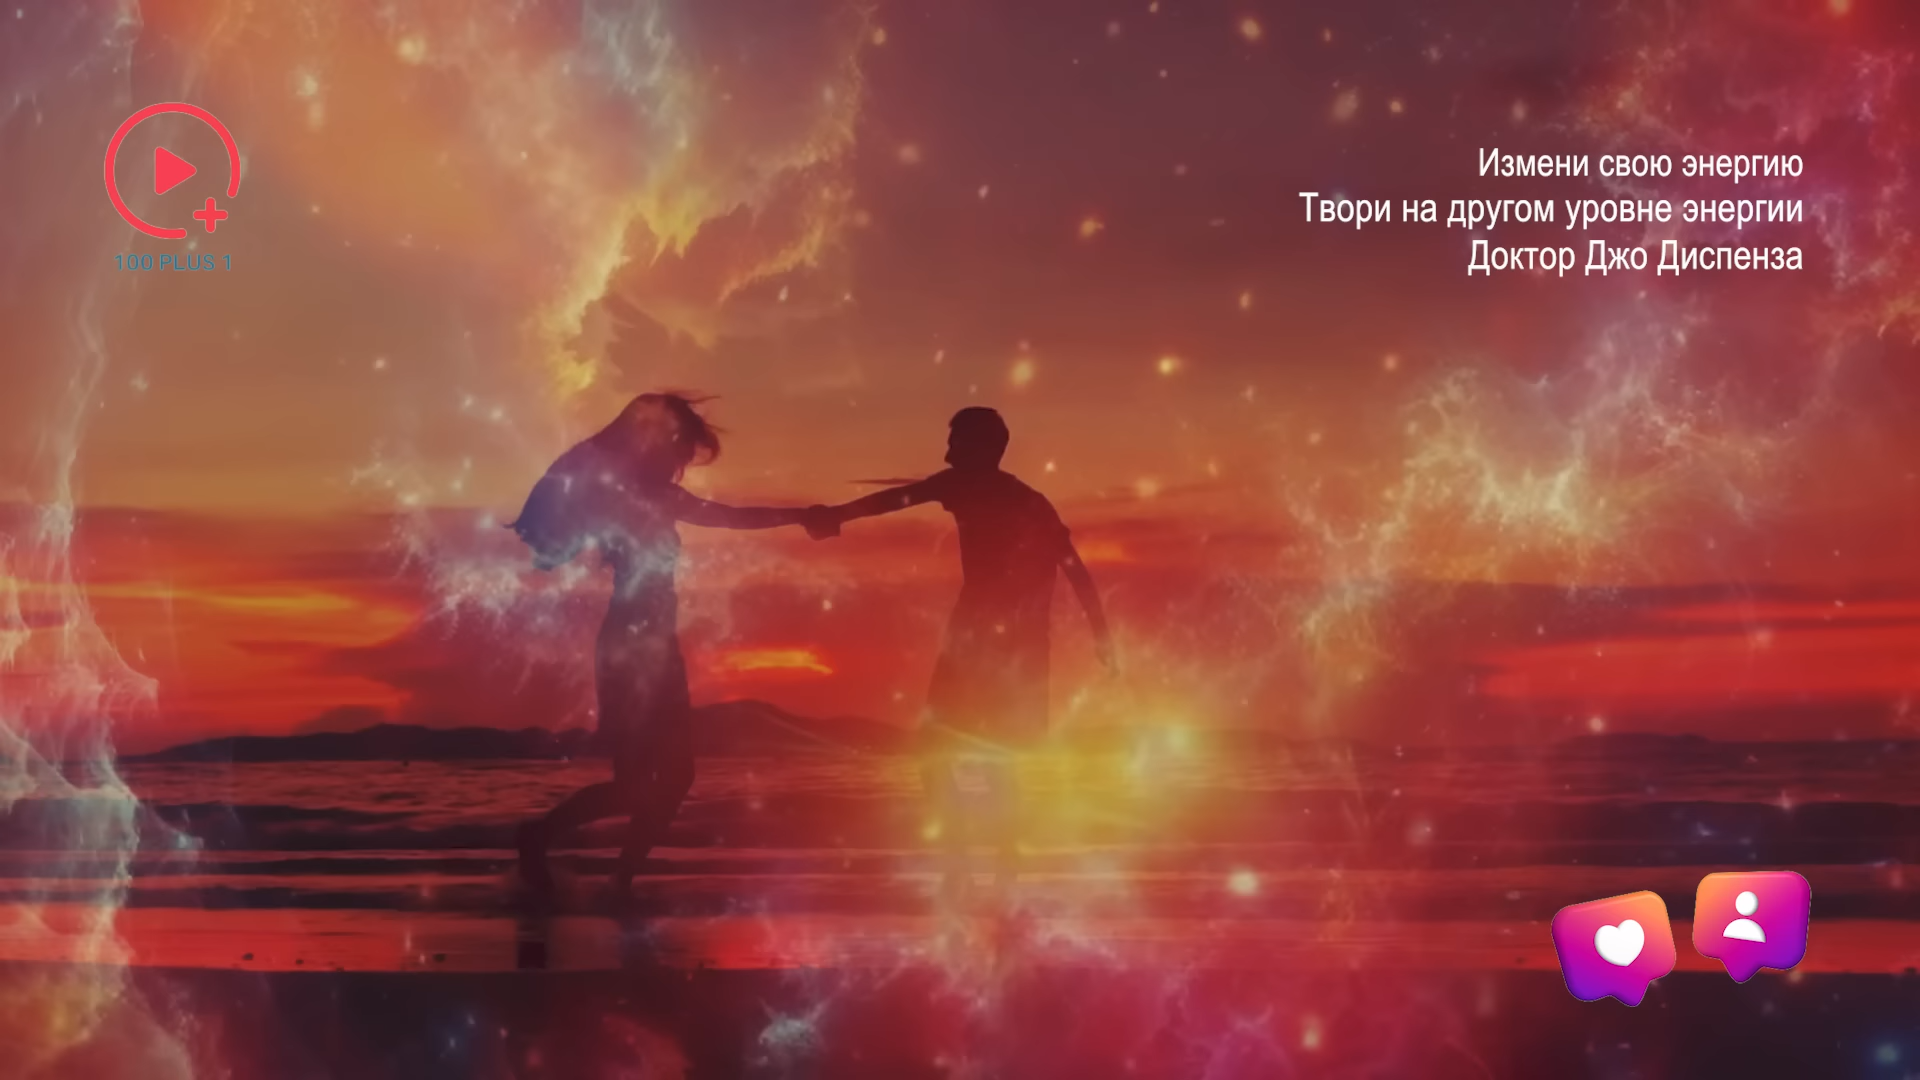 100 PLUS 1
Измени свою энергию
Твори на другом уровне энергии
Доктор Джо Диспенза